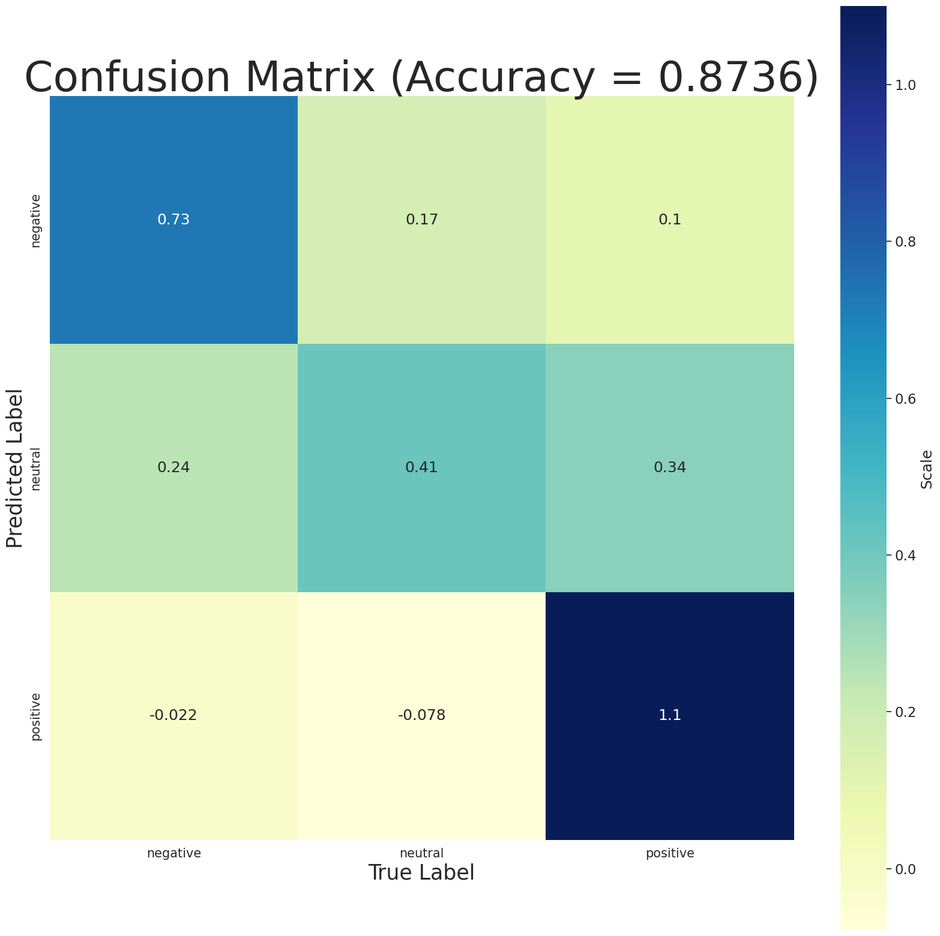 Confusion Matrix (Accuracy = 0.8736)
negative
0.73
0.17
0.1
Predicted Label
neutral
0.24
0.41
0.34
positive
-0.022
-0.078
1.1
negative
neutral
positive
True Label
1.0
0.8
0.6
0.4
0.2
0.0
Scale